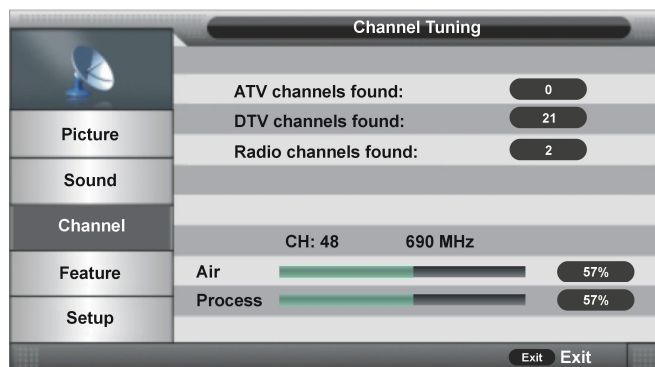 Channel Tuning
ATV channels found: 0
DTV channels found: 21
Radio channels found: 2
Picture
Sound
Channel
Feature
Setup
CH: 48 690 MHz
Air 57%
Process 57%
Exit Exit